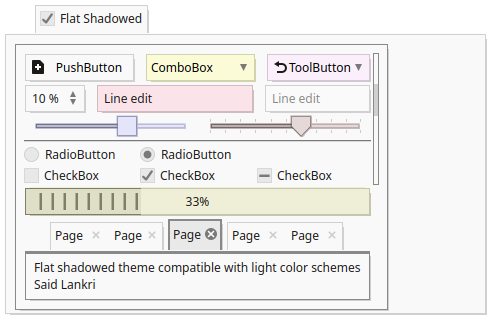 Flat Shadowed
PushButton ComboBox ToolButton
10 % Line edit Line edit
RadioButton RadioButton
CheckBox CheckBox CheckBox
33%
Page Page Page Page Page
Flat shadowed theme compatible with light color schemes
Said Lankri